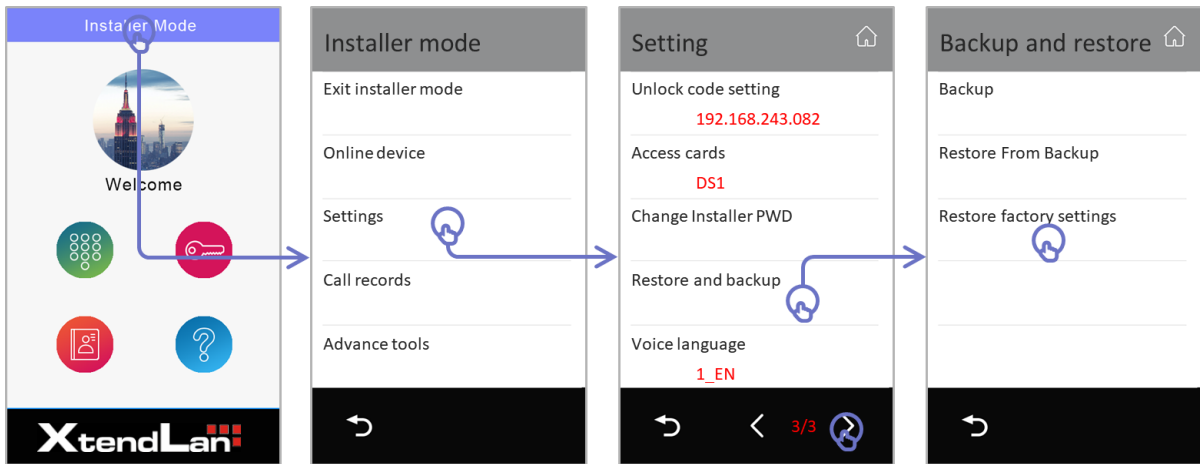 Installer Mode
Welcome
XtendLan
Installer mode
Exit installer mode
Online device
Settings
Call records
Advance tools
Setting
Unlock code setting
192.168.243.082
Access cards
DS1
Change Installer PWD
Restore and backup
Voice language
1_EN
3/3
Backup and restore
Backup
Restore From Backup
Restore factory settings